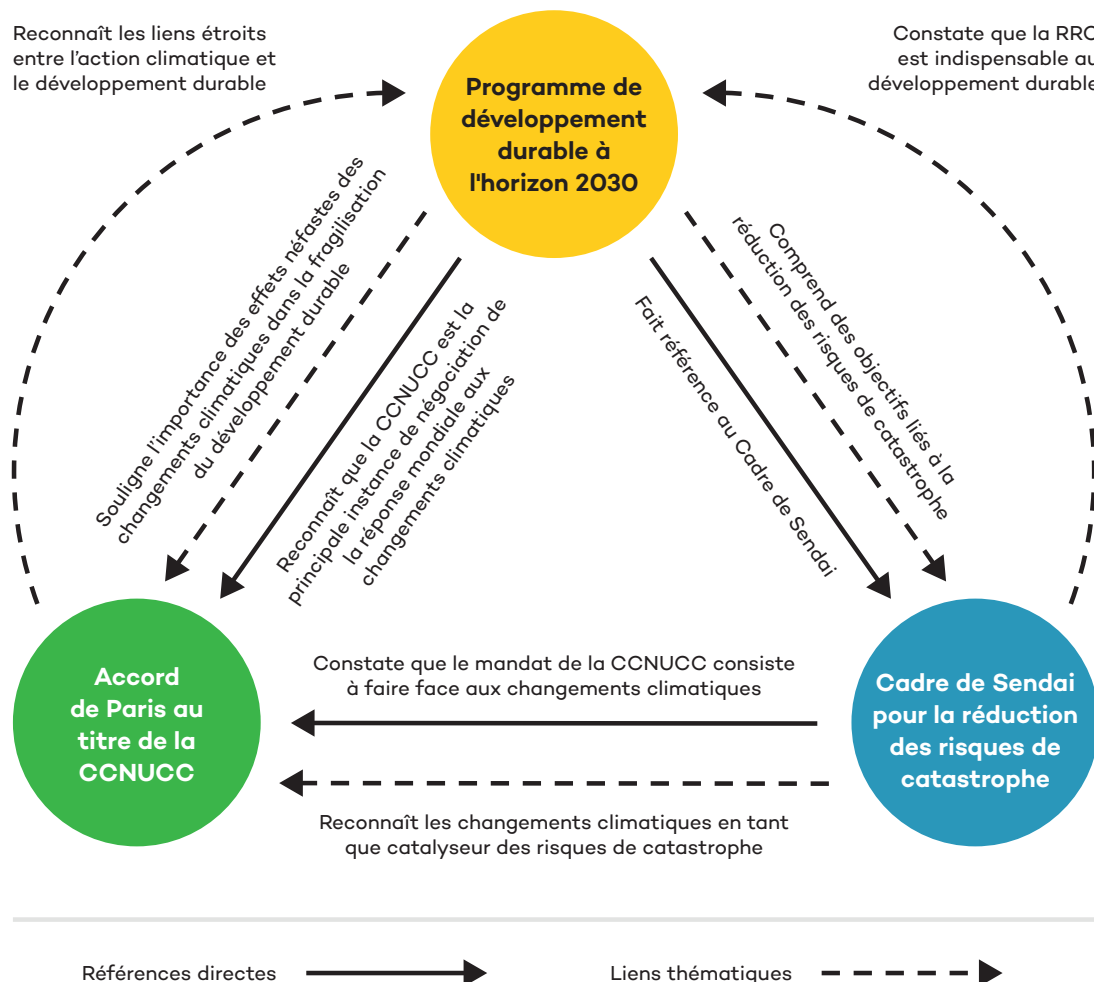 Reconnaît les liens étroits
entre l'action climatique et
le développement durable
Constate que la RRC
est indispensable au
développement durable
Programme de
développement
durable à
l'horizon 2030
Souligne l'importance des effets néfastes des
changements climatiques dans la fragilisation
du développement durable
Reconnaît que la CCNUCC est la
principale instance de négociation de
la réponse mondiale aux
changements climatiques
Fait référence au Cadre de Sendai
Comprend des objectifs liés à la
réduction des risques de catastrophe
Accord
de Paris au
titre de la
CCNUCC
Constate que le mandat de la CCNUCC consiste
à faire face aux changements climatiques
Reconnaît les changements climatiques en tant
que catalyseur des risques de catastrophe
Cadre de Sendai
pour la réduction
des risques de
catastrophe
Références directes
Liens thématiques